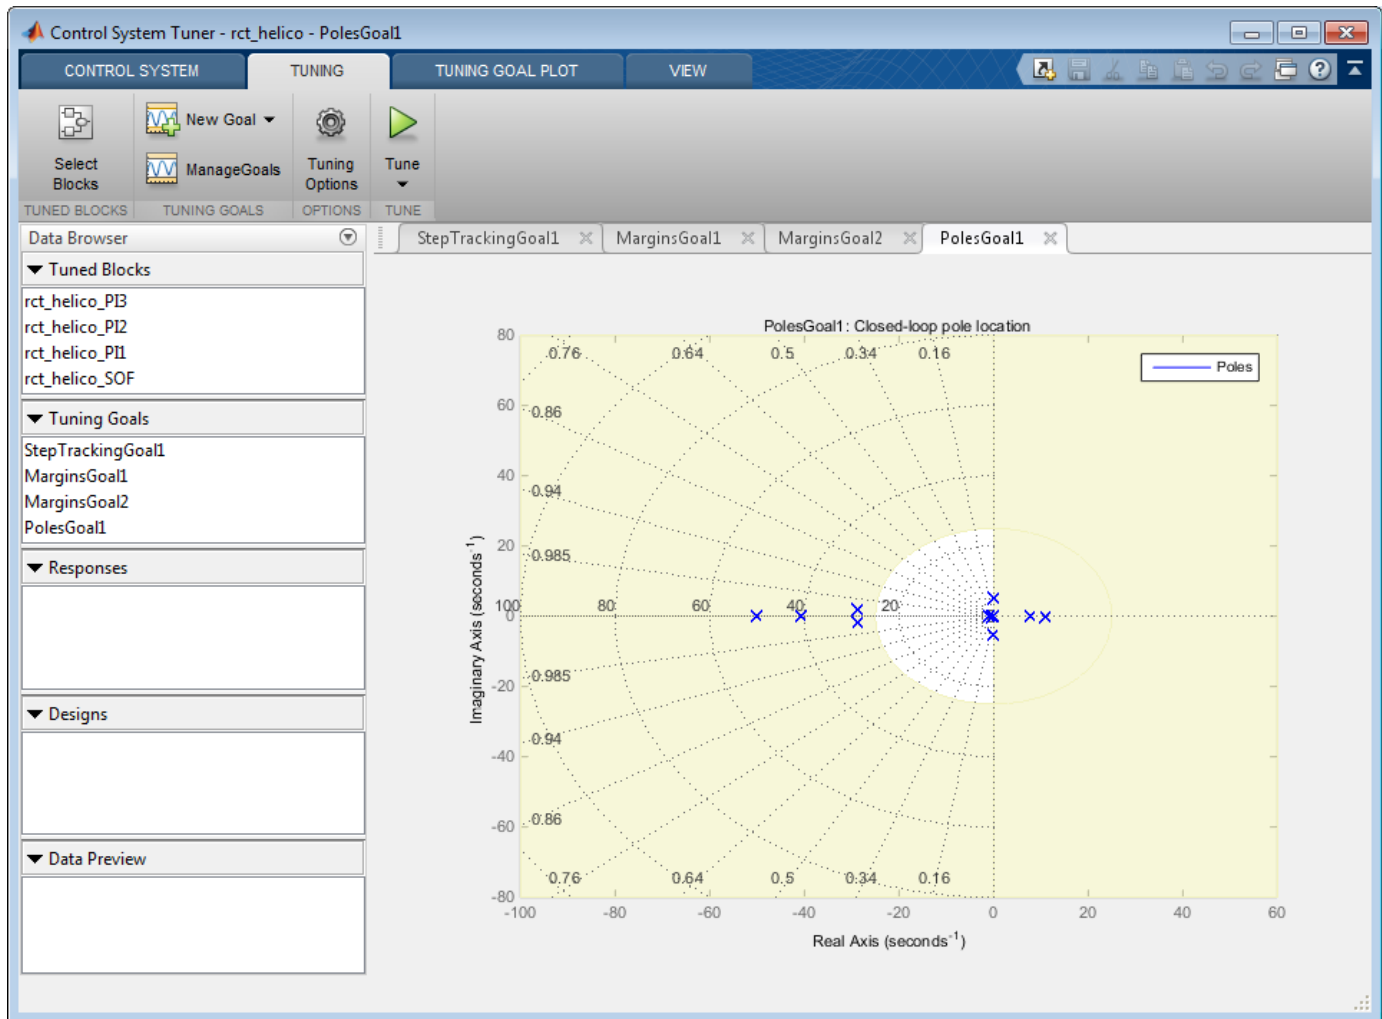 Control System Tuner - rct_helico - PolesGoal1
CONTROL SYSTEM TUNING TUNING GOAL PLOT VIEW
Select Blocks
New Goal
ManageGoals
Tuning Options
Tune
TUNED BLOCKS TUNING GOALS OPTIONS TUNE
Data Browser
StepTrackingGoal1 MarginsGoal1 MarginsGoal2 PolesGoal1
Tuned Blocks
rct_helico_PI3
rct_helico_PI2
rct_helico_PI1
rct_helico_SOF
Tuning Goals
StepTrackingGoal1
MarginsGoal1
MarginsGoal2
PolesGoal1
Responses
Designs
Data Preview
PolesGoal1: Closed-loop pole location
Poles
80
0.76 0.64 0.5 0.34 0.16
60
0.86
40
0.94
20
0.985
100 80 60 40 20
0
0.985
-20
0.94
-40
0.86
-60
0.76 0.64 0.5 0.34 0.16
-80
-100 -80 -60 -40 -20 0 20 40 60
Imaginary Axis (seconds⁻¹)
Real Axis (seconds⁻¹)